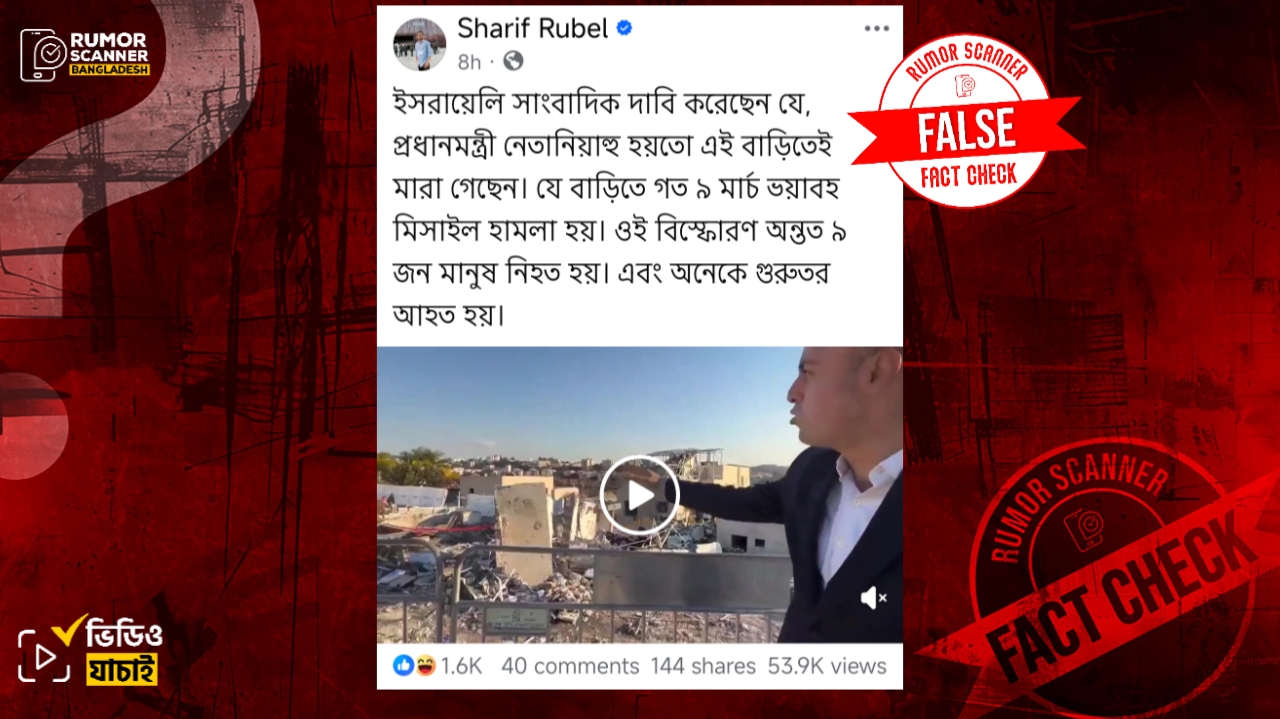 RUMOR
SCANNER
BANGLADESH
Sharif Rubel
8h ·
ইসরায়েলি সাংবাদিক দাবি করেছেন যে,
প্রধানমন্ত্রী নেতানিয়াহু হয়তো এই বাড়িতেই
মারা গেছেন। যে বাড়িতে গত ৯ মার্চ ভয়াবহ
মিসাইল হামলা হয়। ওই বিস্ফোরণ অন্তত ৯
জন মানুষ নিহত হয়। এবং অনেকে গুরুতর
আহত হয়।
1.6K 40 comments 144 shares 53.9K views
RUMOR SCANNER
FALSE
FACT CHECK
RUMOR SCANNER
FACT CHECK
ভিডিও
যাচাই